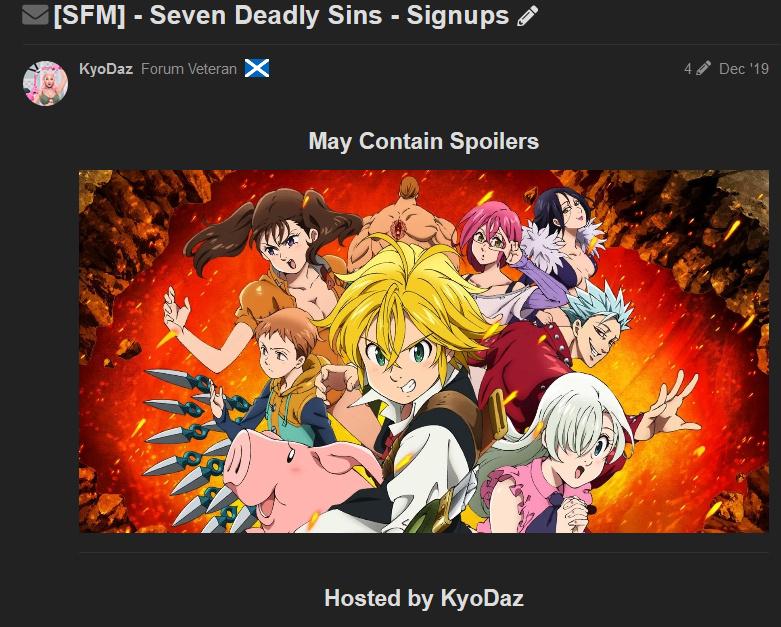 [SFM] - Seven Deadly Sins - Signups
KyoDaz Forum Veteran 4 Dec '19
May Contain Spoilers
Hosted by KyoDaz